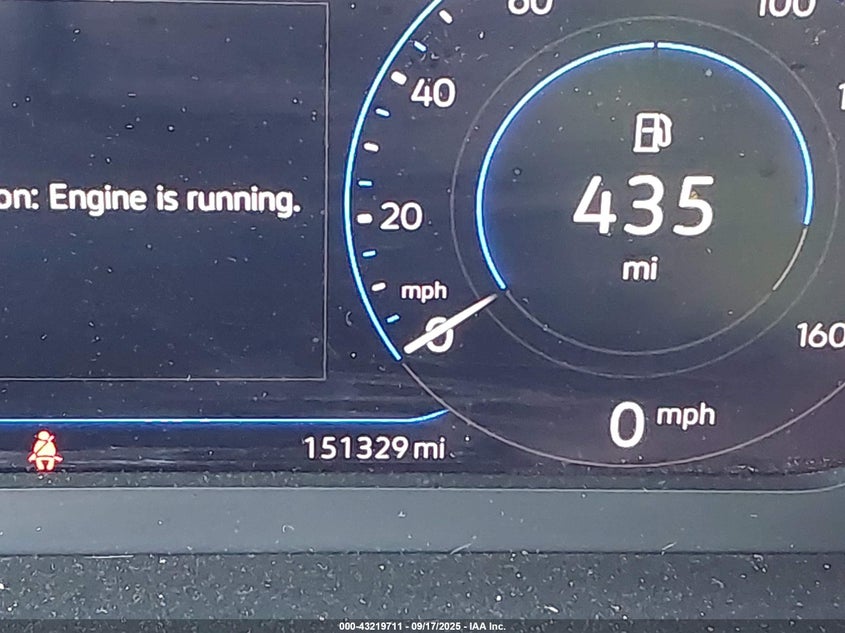 60
100
40
on: Engine is running.
435
20
mi
mph
0
160
0 mph
151329 mi
000-43219711 - 09/17/2025 - IAA Inc.